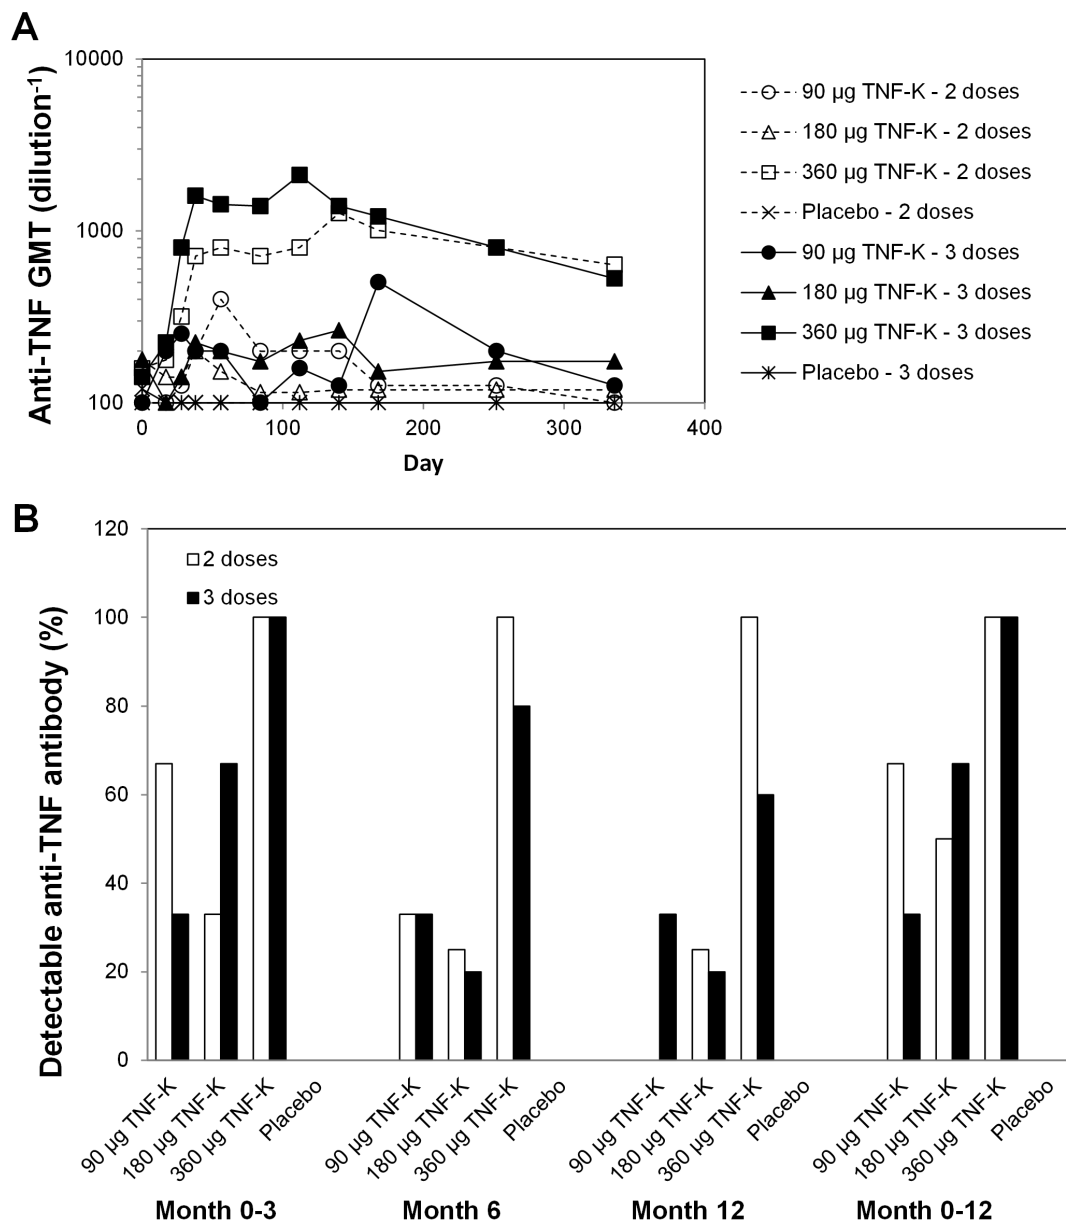 A
Anti-TNF GMT (dilution⁻¹)
10000
1000
100
0
100
200
300
400
Day
90 µg TNF-K - 2 doses
180 µg TNF-K - 2 doses
360 µg TNF-K - 2 doses
Placebo - 2 doses
90 µg TNF-K - 3 doses
180 µg TNF-K - 3 doses
360 µg TNF-K - 3 doses
Placebo - 3 doses
B
Detectable anti-TNF antibody (%)
120
100
80
60
40
20
0
2 doses
3 doses
90 µg TNF-K
180 µg TNF-K
360 µg TNF-K
Placebo
90 µg TNF-K
180 µg TNF-K
360 µg TNF-K
Placebo
90 µg TNF-K
180 µg TNF-K
360 µg TNF-K
Placebo
90 µg TNF-K
180 µg TNF-K
360 µg TNF-K
Placebo
Month 0-3
Month 6
Month 12
Month 0-12